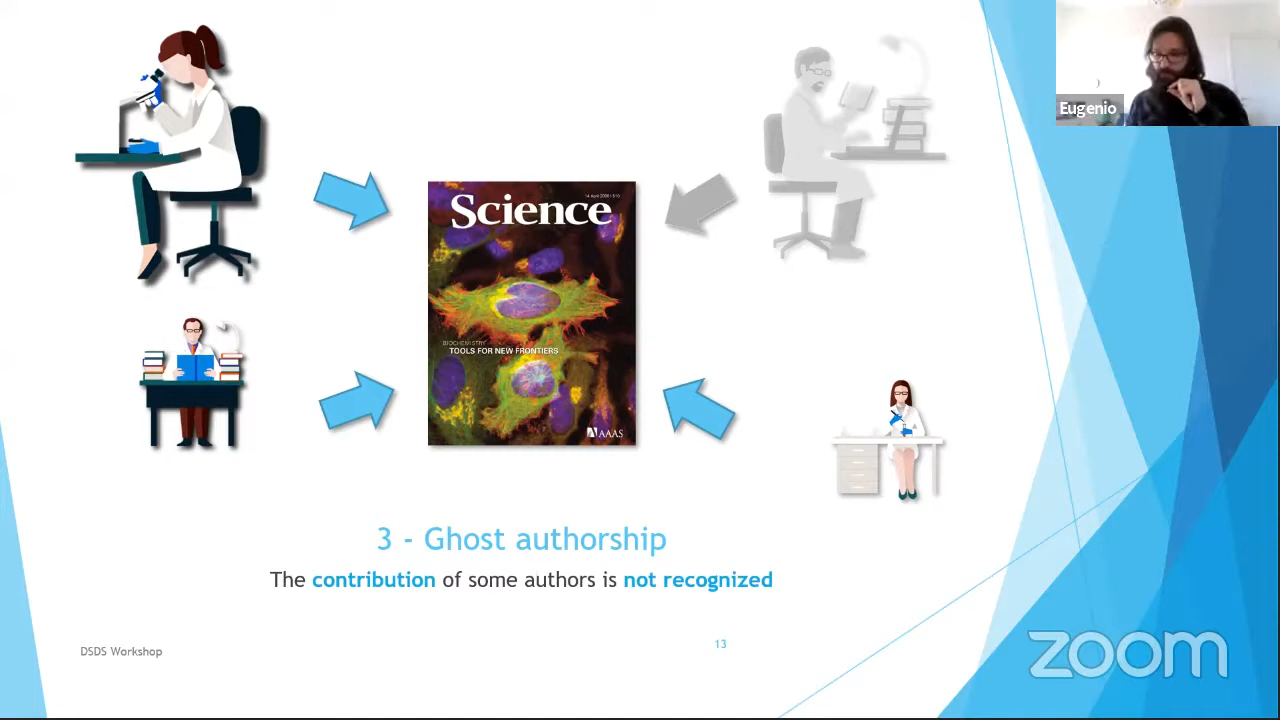 Eugenio
14 April 2006 | $10
Science
BIOCHEMISTRY
TOOLS FOR NEW FRONTIERS
AAAS
3 - Ghost authorship
The contribution of some authors is not recognized
DSDS Workshop
13
zoom